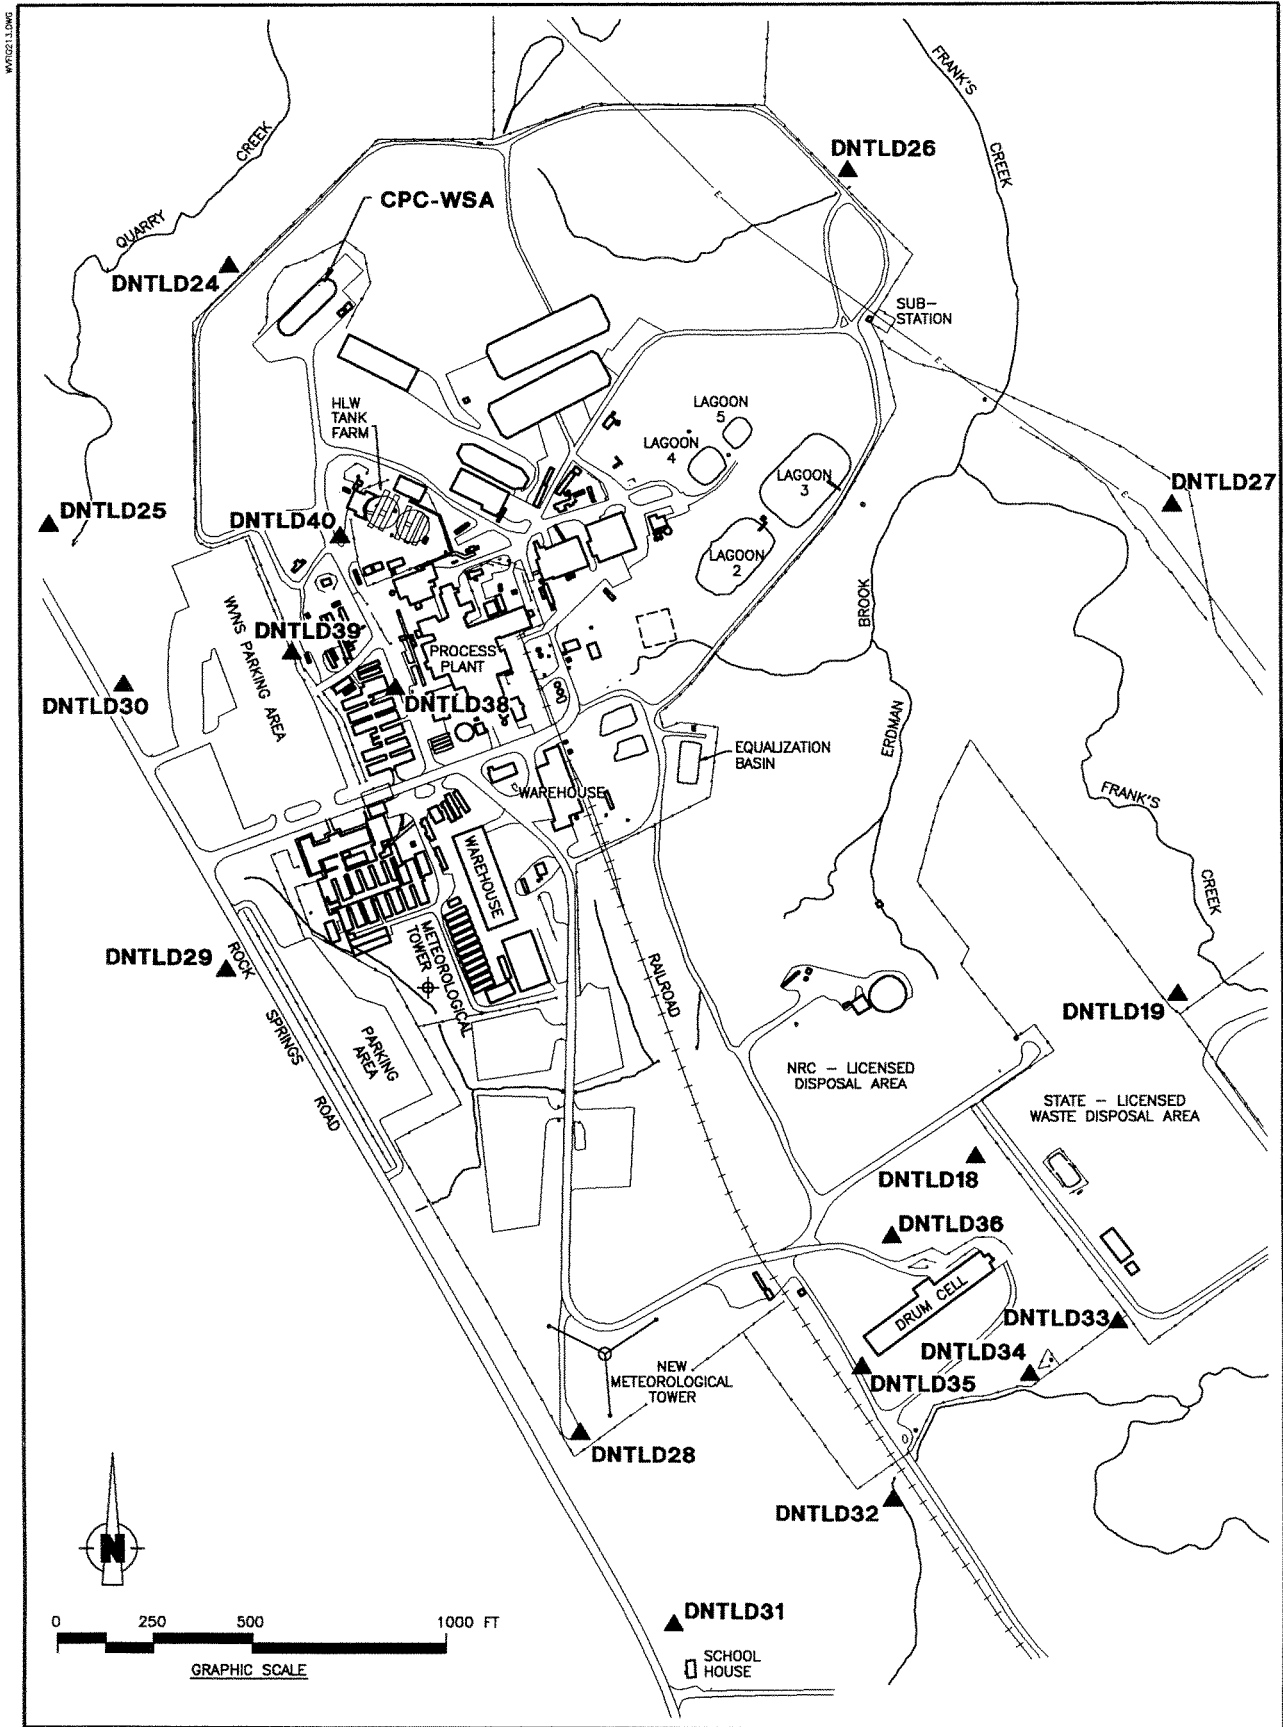 WVFIG213.DWG
FRANK'S
CREEK
QUARRY
CREEK
DNTLD26
CPC-WSA
DNTLD24
E
SUB-
STATION
E
HLW
TANK
FARM
LAGOON
5
LAGOON
4
LAGOON
3
DNTLD27
E
DNTLD25
DNTLD40
LAGOON
2
BROOK
WVNS PARKING AREA
DNTLD39
PROCESS
PLANT
DNTLD38
DNTLD30
ERDMAN
EQUALIZATION
BASIN
WAREHOUSE
FRANK'S
CREEK
WAREHOUSE
METEOROLOGICAL
TOWER
DNTLD29
ROCK
SPRINGS
ROAD
RAILROAD
PARKING
AREA
DNTLD19
NRC - LICENSED
DISPOSAL AREA
STATE - LICENSED
WASTE DISPOSAL AREA
DNTLD18
DNTLD36
DRUM CELL
DNTLD33
DNTLD34
DNTLD35
NEW
METEOROLOGICAL
TOWER
DNTLD28
DNTLD32
N
DNTLD31
SCHOOL
HOUSE
0 250 500 1000 FT
GRAPHIC SCALE